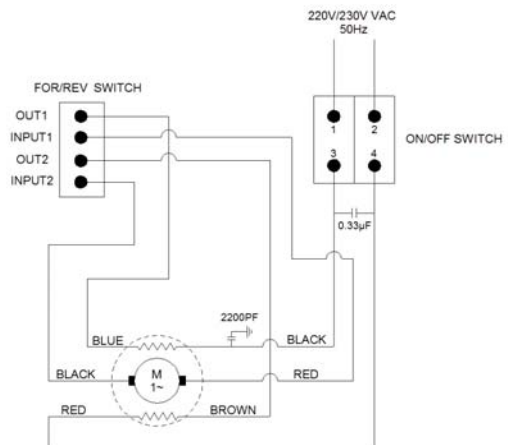 220V/230V VAC
50Hz
FOR/REV SWITCH
OUT1
INPUT1
OUT2
INPUT2
1
2
3
4
ON/OFF SWITCH
0.33µF
2200PF
BLUE
BLACK
M
1~
BLACK
RED
RED
BROWN